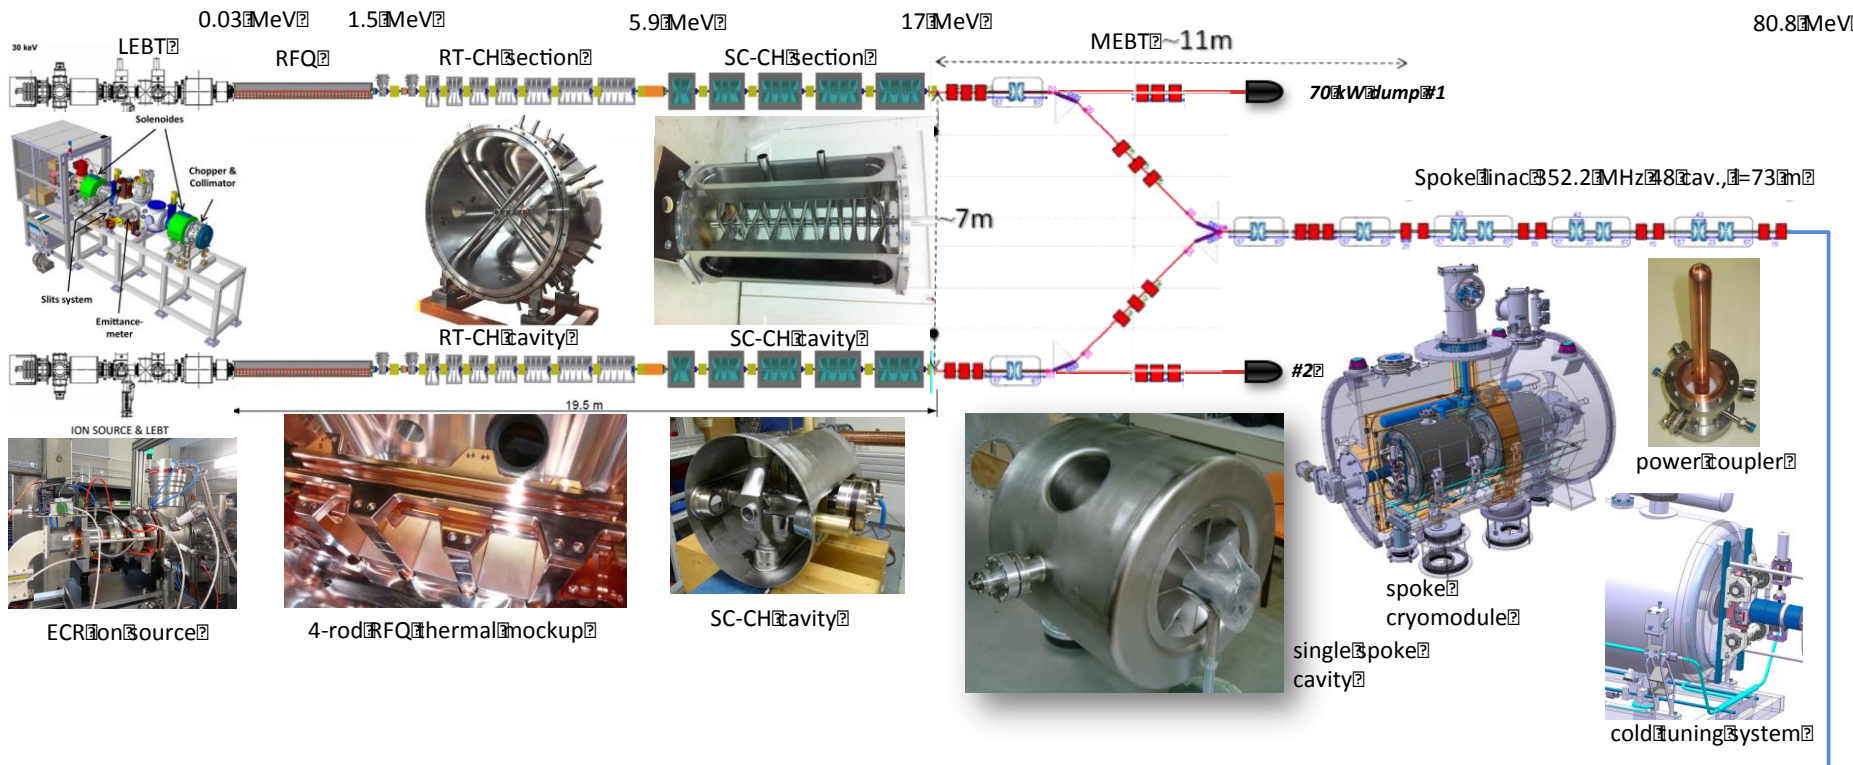 0.03 MeV
1.5 MeV
5.9 MeV
17 MeV
80.8 MeV
30 keV
LEBT
RFQ
RT-CH section
SC-CH section
MEBT ~11m
70 kW dump #1
Solenoides
Chopper &
Collimator
Slits system
Emittance-
meter
~7m
Spoke linac 352.2 MHz 48 cav., l=73 m
RT-CH cavity
SC-CH cavity
#2
19.5 m
ION SOURCE & LEBT
ECR ion source
4-rod RFQ thermal mockup
SC-CH cavity
single spoke
cavity
spoke
cryomodule
power coupler
cold tuning system